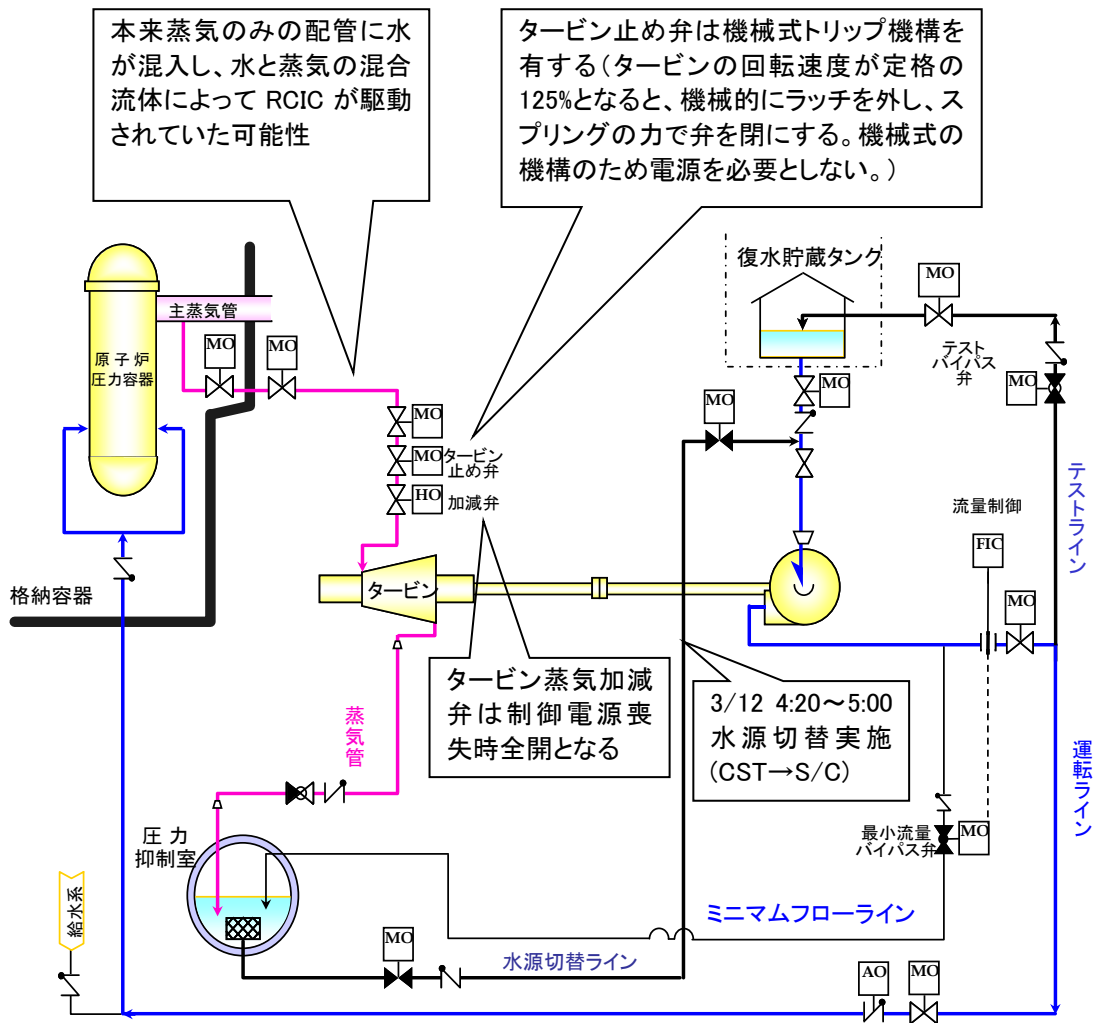 本来蒸気のみの配管に水
が混入し、水と蒸気の混合
流体によって RCIC が駆動
されていた可能性
タービン止め弁は機械式トリップ機構を
有する(タービンの回転速度が定格の
125%となると、機械的にラッチを外し、ス
プリングの力で弁を閉にする。機械式の
機構のため電源を必要としない。)
復水貯蔵タンク
MO
主蒸気管
MO
MO
原子炉
圧力容器
テスト
バイパス
弁
MO
MO
MO
MO
MO
タービン
止め弁
HO
加減弁
テストライン
流量制御
FIC
MO
格納容器
タービン
タービン蒸気加減
弁は制御電源喪
失時全開となる
3/12 4:20~5:00
水源切替実施
(CST→S/C)
蒸気管
運転ライン
圧力
抑制室
最小流量
バイパス弁
MO
給水系
ミニマムフローライン
MO
水源切替ライン
AO
MO